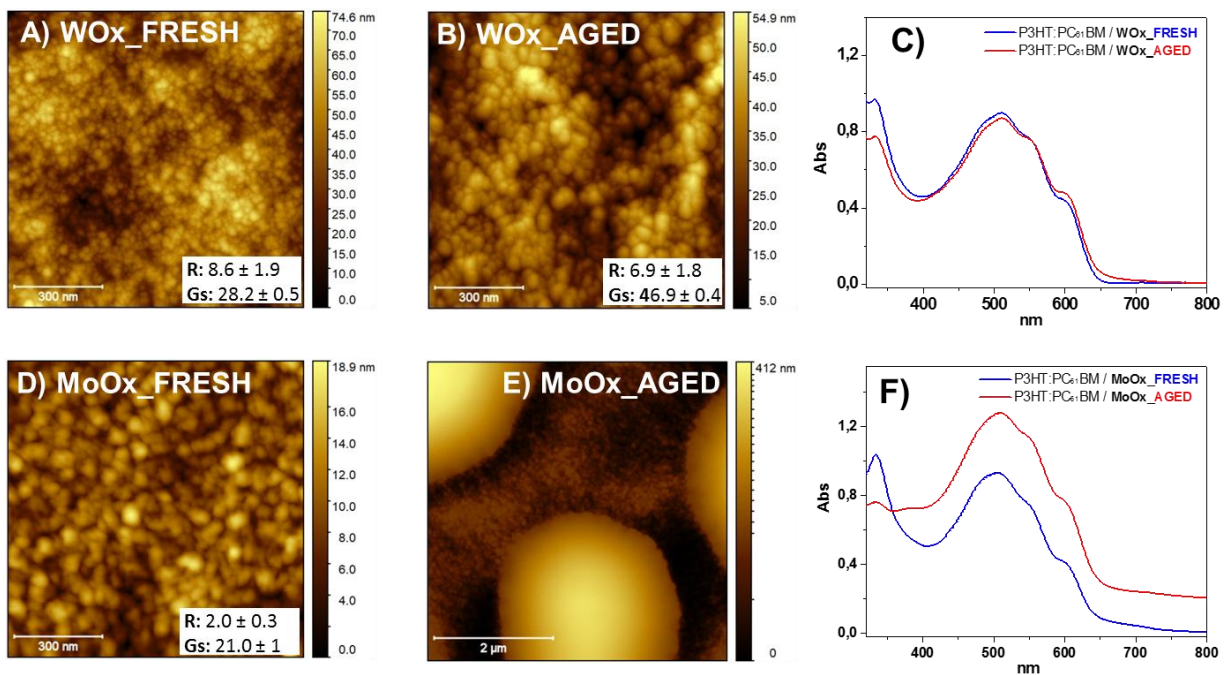 A) WOx_FRESH
74.6 nm
70.0
65.0
60.0
55.0
50.0
45.0
40.0
35.0
30.0
25.0
20.0
15.0
10.0
0.0
300 nm
R: 8.6 ± 1.9
Gs: 28.2 ± 0.5
B) WOx_AGED
54.9 nm
50.0
45.0
40.0
35.0
30.0
25.0
20.0
15.0
10.0
5.0
300 nm
R: 6.9 ± 1.8
Gs: 46.9 ± 0.4
C)
P3HT:PC₆₁BM / WOx_FRESH
P3HT:PC₆₁BM / WOx_AGED
Abs
1,2
0,8
0,4
0,0
400 500 600 700 800
nm
D) MoOx_FRESH
18.9 nm
16.0
14.0
12.0
10.0
8.0
6.0
4.0
0.0
300 nm
R: 2.0 ± 0.3
Gs: 21.0 ± 1
E) MoOx_AGED
412 nm
0
2 µm
F)
P3HT:PC₆₁BM / MoOx_FRESH
P3HT:PC₆₁BM / MoOx_AGED
Abs
1,2
0,8
0,4
0,0
400 500 600 700 800
nm